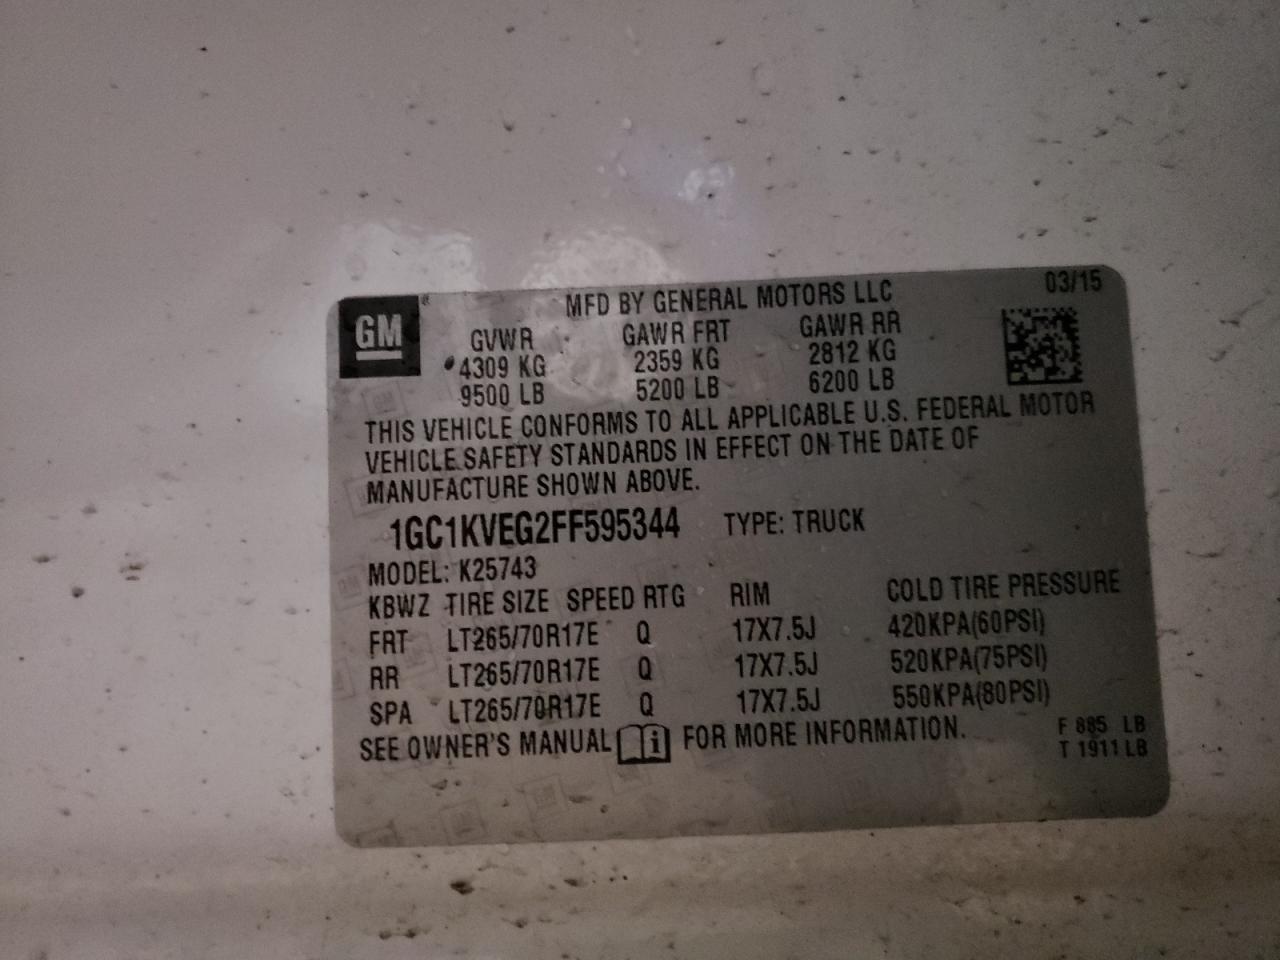 03/15
GM ®
MFD BY GENERAL MOTORS LLC
GVWR GAWR FRT GAWR RR
4309 KG 2359 KG 2812 KG
9500 LB 5200 LB 6200 LB
THIS VEHICLE CONFORMS TO ALL APPLICABLE U.S. FEDERAL MOTOR
VEHICLE SAFETY STANDARDS IN EFFECT ON THE DATE OF
MANUFACTURE SHOWN ABOVE.
1GC1KVEG2FF595344 TYPE: TRUCK
MODEL: K25743
KBWZ TIRE SIZE SPEED RTG RIM COLD TIRE PRESSURE
FRT LT265/70R17E Q 17X7.5J 420KPA(60PSI)
RR LT265/70R17E Q 17X7.5J 520KPA(75PSI)
SPA LT265/70R17E Q 17X7.5J 550KPA(80PSI)
SEE OWNER'S MANUAL i FOR MORE INFORMATION.
F 885 LB
T 1911 LB